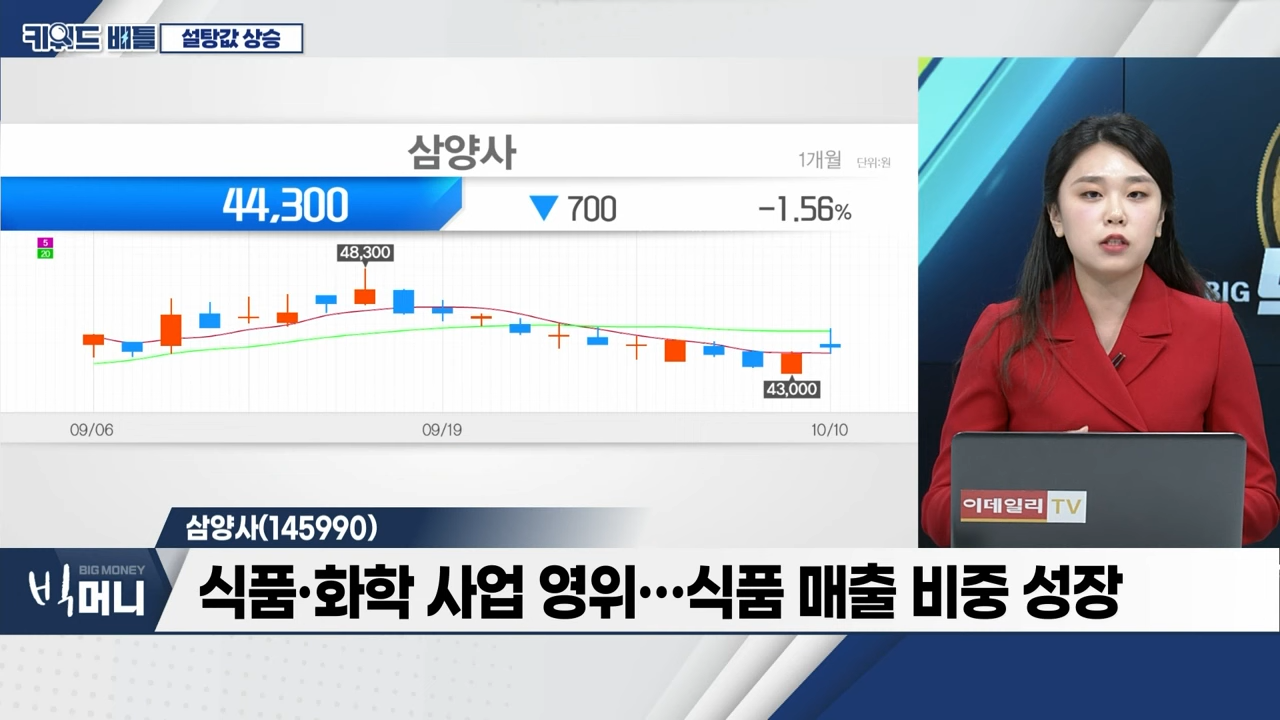 키워드 배틀 설탕값 상승
삼양사
1개월 단위:원
44,300 ▼ 700 -1.56%
5
20
48,300
43,000
09/06 09/19 10/10
BIG
이데일리 TV
삼양사(145990)
BIG MONEY
빅머니
식품·화학 사업 영위…식품 매출 비중 성장